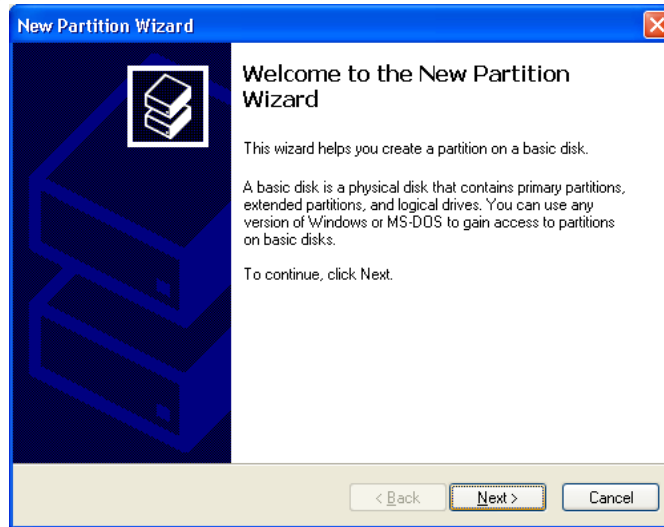 New Partition Wizard
Welcome to the New Partition
Wizard
This wizard helps you create a partition on a basic disk.
A basic disk is a physical disk that contains primary partitions,
extended partitions, and logical drives. You can use any
version of Windows or MS-DOS to gain access to partitions
on basic disks.
To continue, click Next.
< Back Next > Cancel